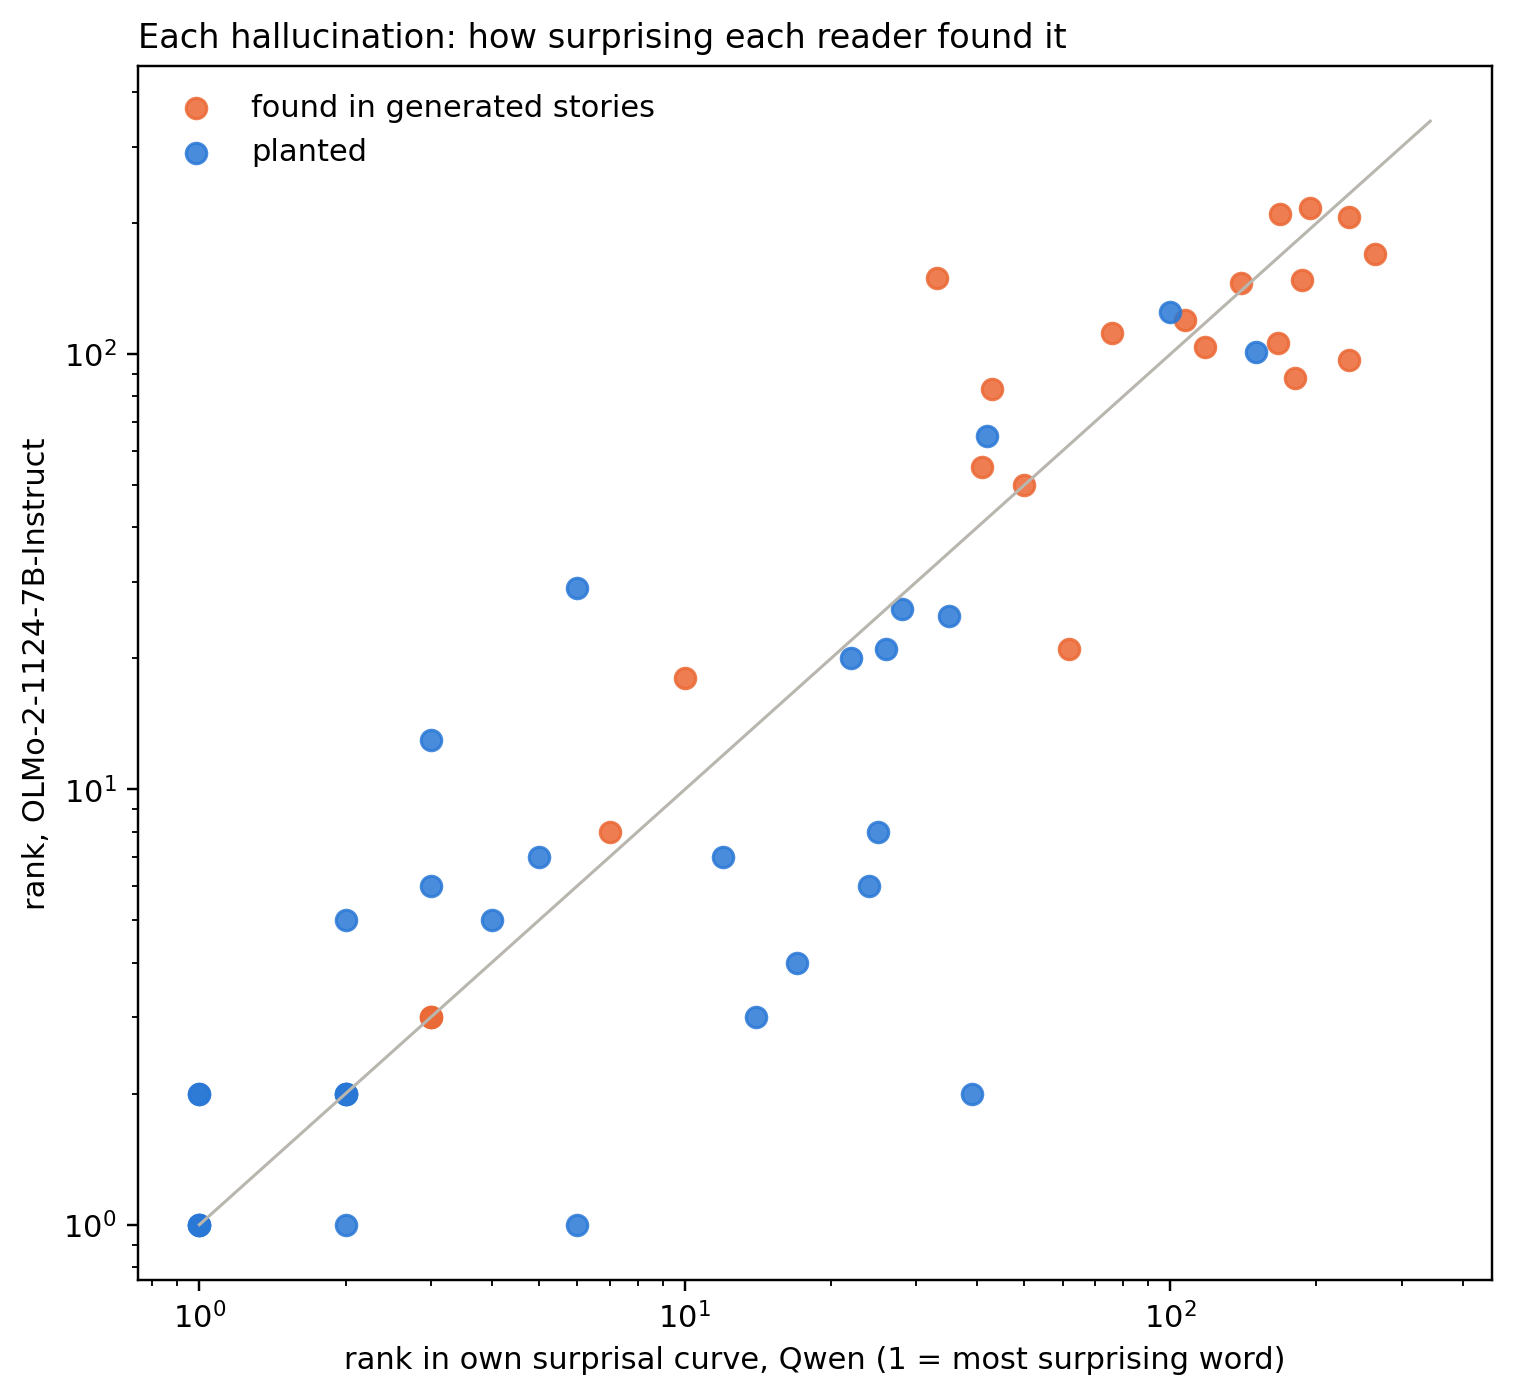 Each hallucination: how surprising each reader found it
found in generated stories
planted
rank, OLMo-2-1124-7B-Instruct
10²
10¹
10⁰
10⁰ 10¹ 10²
rank in own surprisal curve, Qwen (1 = most surprising word)